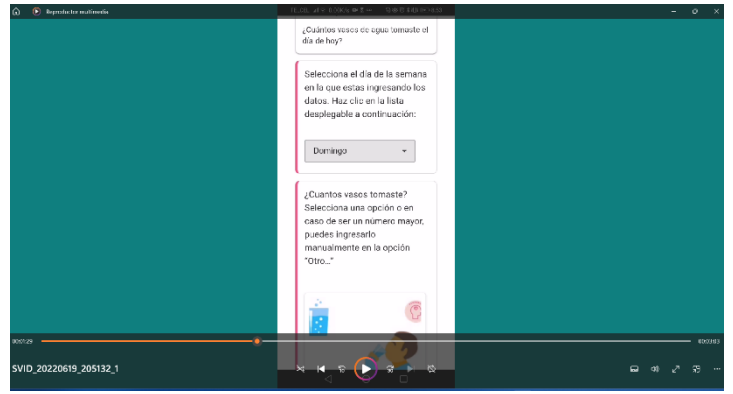 Reproductor multimedia
¿Cuántos vasos de agua tomaste el
día de hoy?
Selecciona el día de la semana
en la que estas ingresando los
datos. Haz clic en la lista
desplegable a continuación:
Domingo
¿Cuantos vasos tomaste?
Selecciona una opción o en
caso de ser un número mayor,
puedes ingresarlo
manualmente en la opción
"Otro..."
SVID_20220619_205132_1